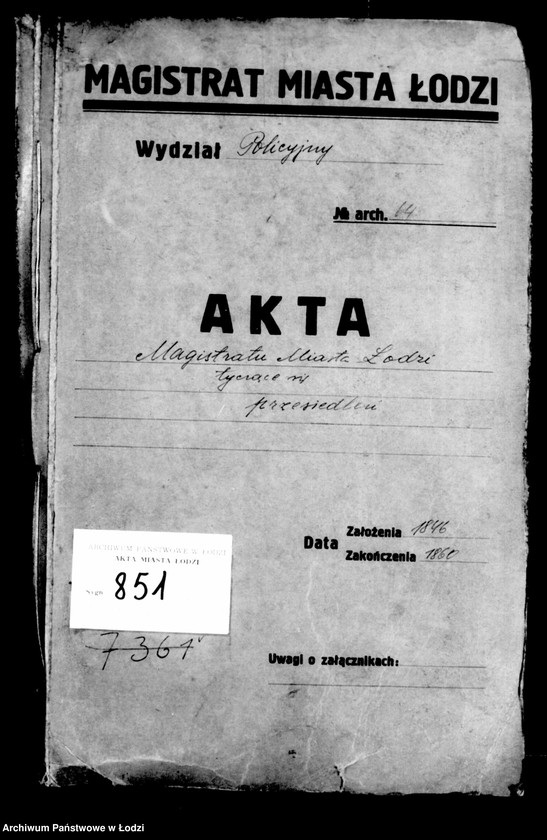 MAGISTRAT MIASTA ŁODZI
Wydział Policyjny
№ arch. 14
AKTA
Magistratu Miasta Łodzi
tyczące się
przesiedleń
Data Założenia 1846
Zakończenia 1860
ARCHIWUM PAŃSTWOWE W ŁODZI
AKTA MIASTA ŁODZI
Sygn. 851
7361
Uwagi o załącznikach:
Archiwum Państwowe w Łodzi